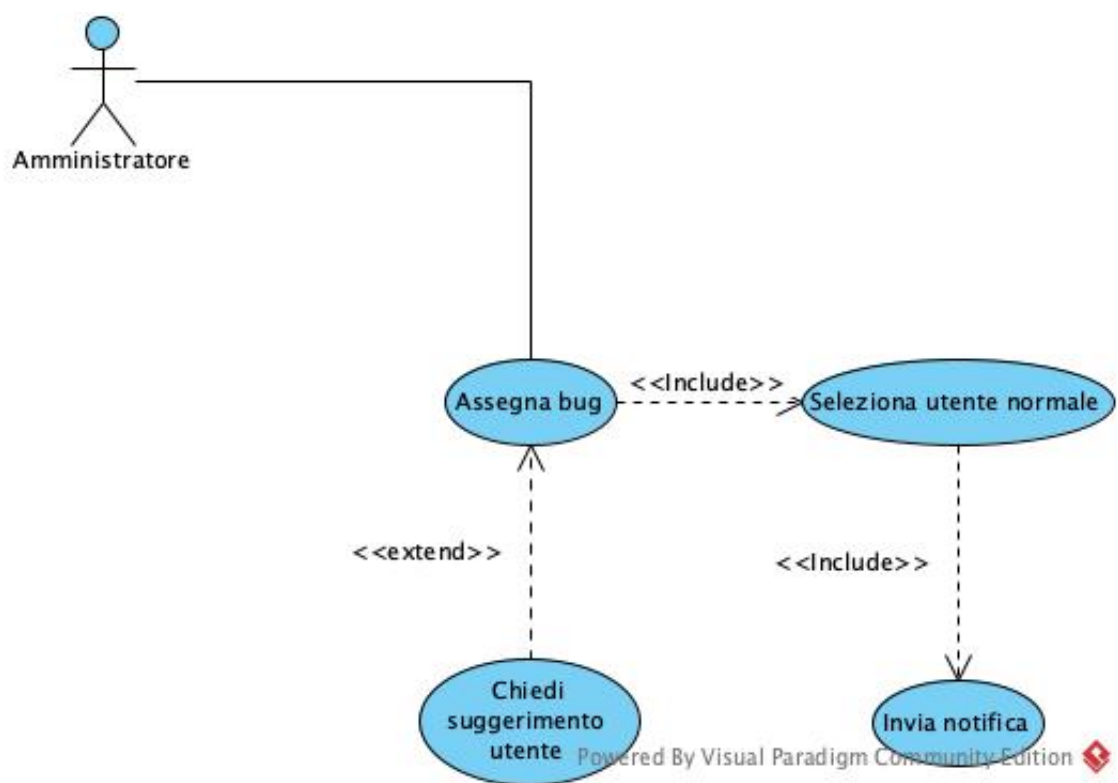 Amministratore
Assegna bug
<<Include>>
Seleziona utente normale
<<extend>>
<<Include>>
Chiedi
suggerimento
utente
Invia notifica
Powered By Visual Paradigm Community Edition